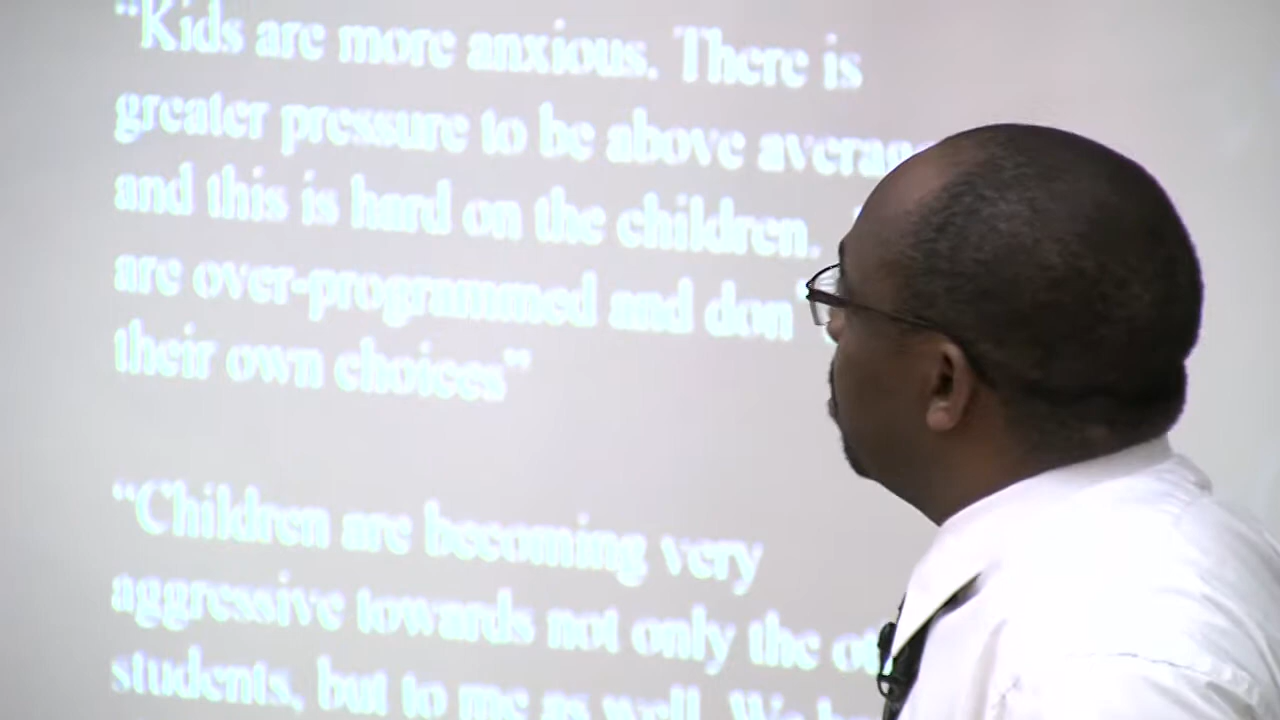 “Kids are more anxious. There is
greater pressure to be above average
and this is hard on the children.
are over-programmed and don’
their own choices”
“Children are becoming very
aggressive towards not only the
students, but to me as well. We